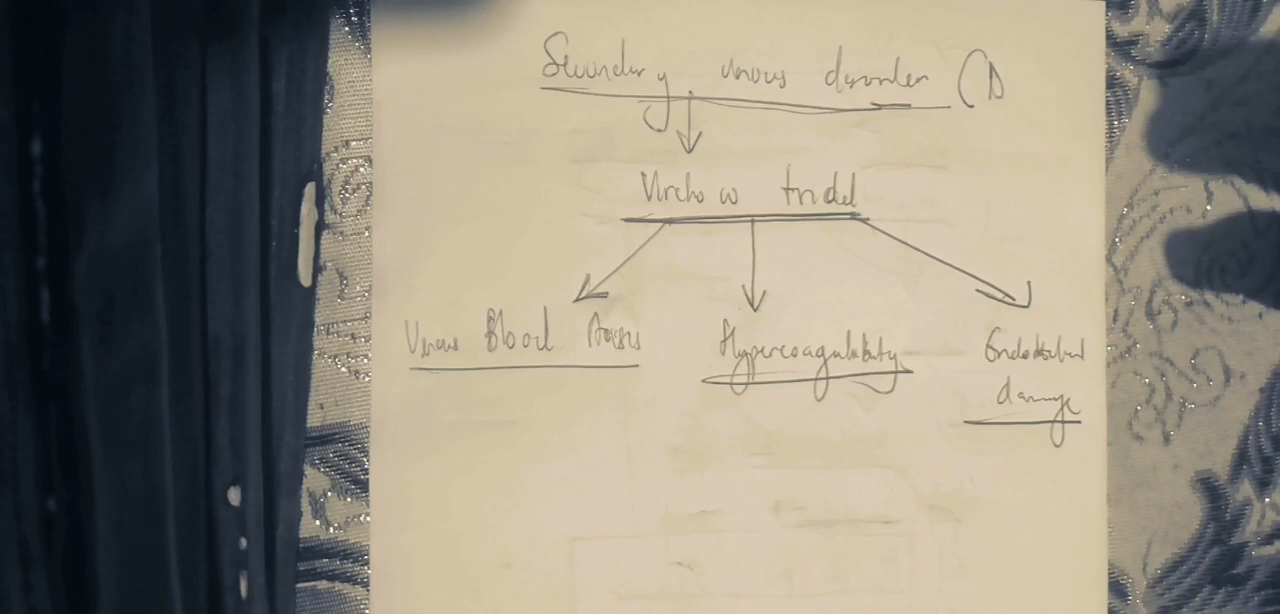 Secondary venous disorder (D
Virchow triad
Venous Blood Stasis
Hypercoagulability
Endothelial
damage